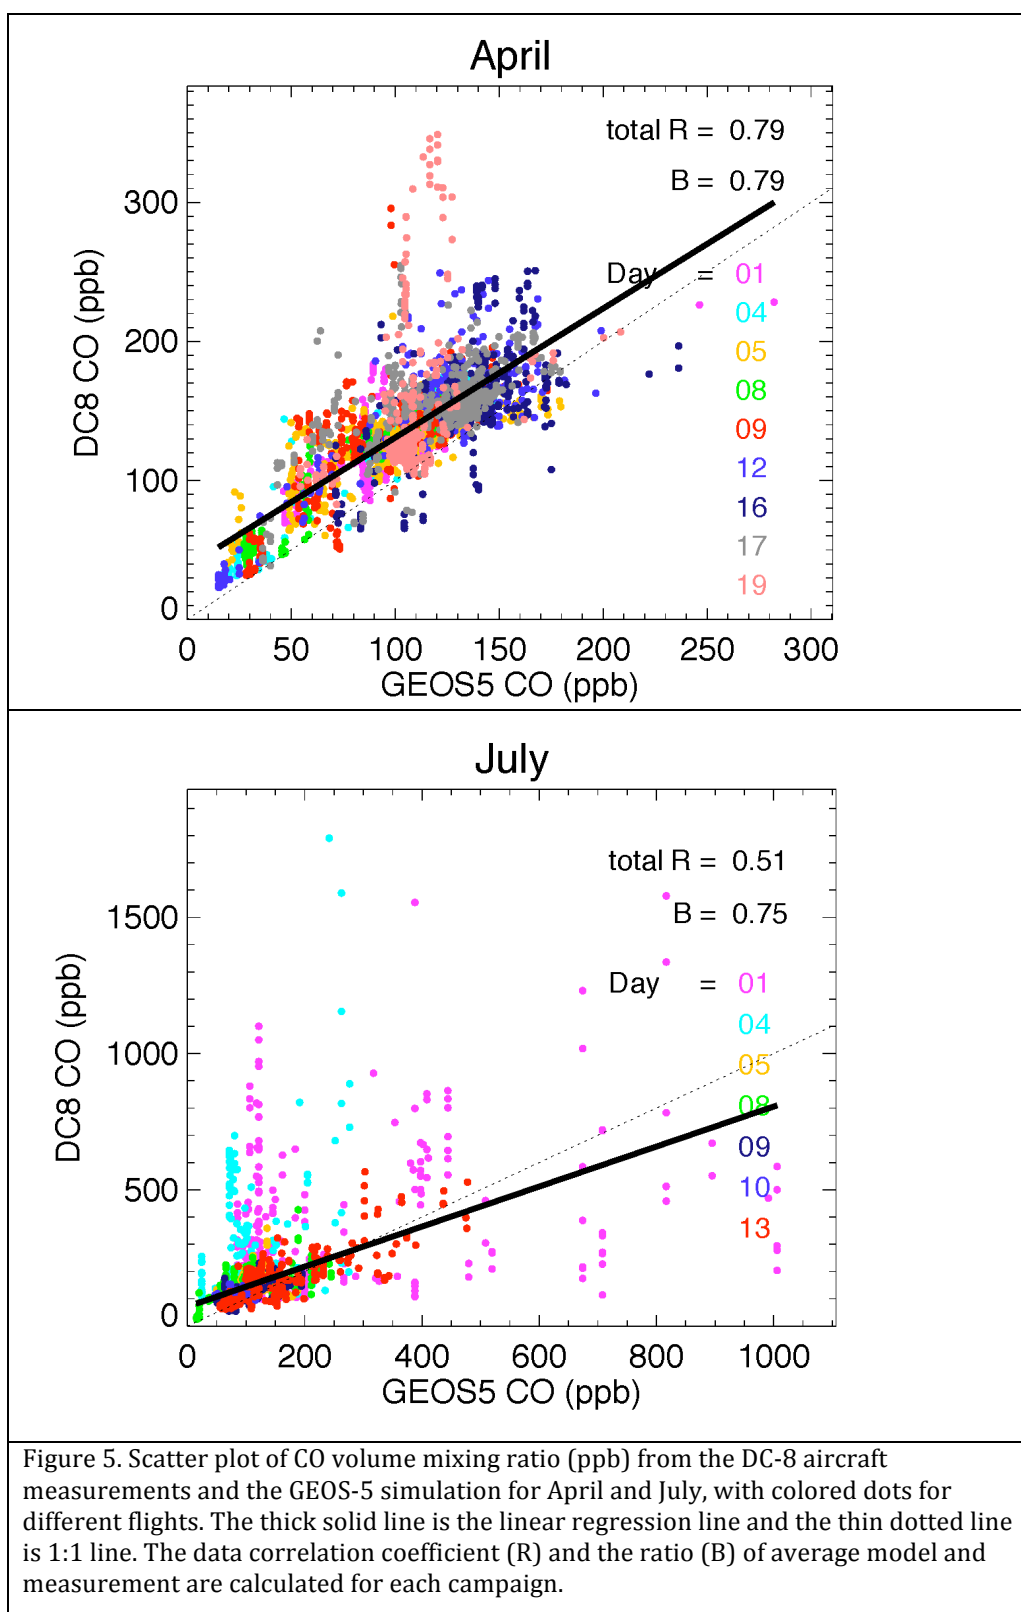 April
total R = 0.79
B = 0.79
Day = 01
04
05
08
09
12
16
17
19
300
200
100
0
DC8 CO (ppb)
0 50 100 150 200 250 300
GEOS5 CO (ppb)
July
total R = 0.51
B = 0.75
Day = 01
04
05
08
09
10
13
1500
1000
500
0
DC8 CO (ppb)
0 200 400 600 800 1000
GEOS5 CO (ppb)
Figure 5. Scatter plot of CO volume mixing ratio (ppb) from the DC-8 aircraft
measurements and the GEOS-5 simulation for April and July, with colored dots for
different flights. The thick solid line is the linear regression line and the thin dotted line
is 1:1 line. The data correlation coefficient (R) and the ratio (B) of average model and
measurement are calculated for each campaign.